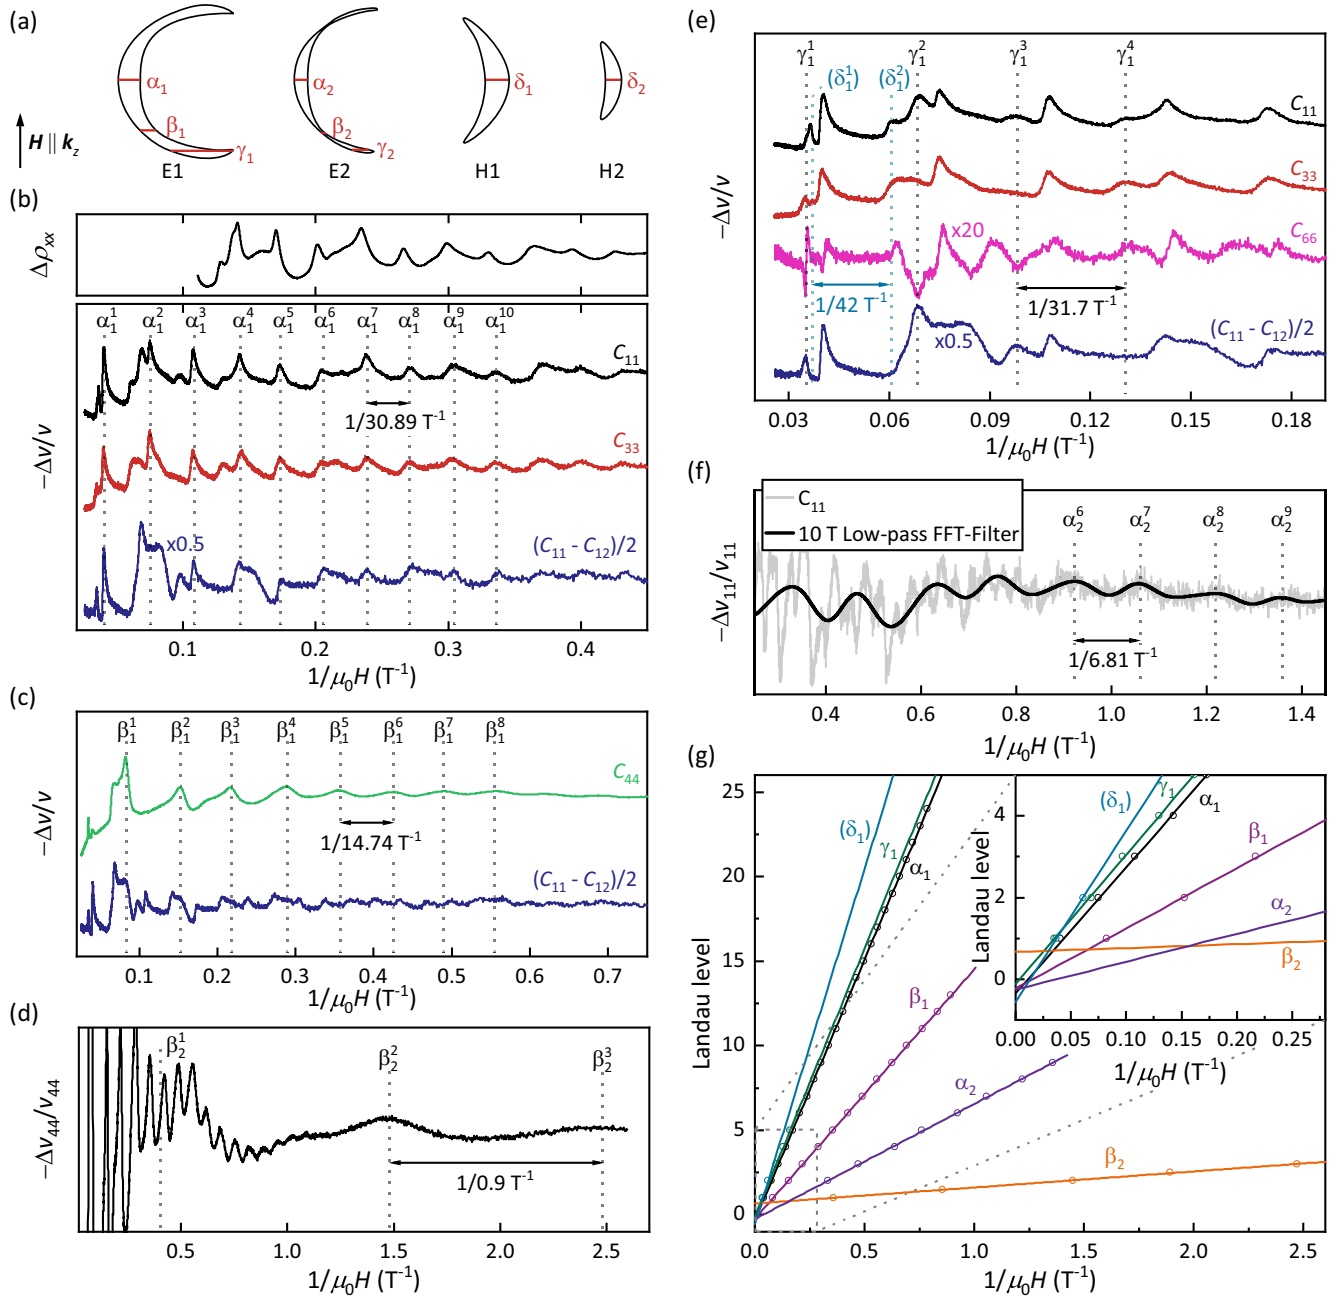 (a)
α₁
β₁
γ₁
E1
α₂
β₂
γ₂
E2
δ₁
H1
δ₂
H2
H || k_z
(b)
Δρ_xx
0.1 0.2 0.3 0.4
−Δv/v
α₁¹ α₁² α₁³ α₁⁴ α₁⁵ α₁⁶ α₁⁷ α₁⁸ α₁⁹ α₁¹⁰
C₁₁
1/30.89 T⁻¹
C₃₃
x0.5
(C₁₁ - C₁₂)/2
1/μ₀H (T⁻¹)
(c)
−Δv/v
β₁¹ β₁² β₁³ β₁⁴ β₁⁵ β₁⁶ β₁⁷ β₁⁸
C₄₄
1/14.74 T⁻¹
(C₁₁ - C₁₂)/2
0.1 0.2 0.3 0.4 0.5 0.6 0.7
1/μ₀H (T⁻¹)
(d)
−Δv₄₄/v₄₄
β₂¹ β₂² β₂³
1/0.9 T⁻¹
0.5 1.0 1.5 2.0 2.5
1/μ₀H (T⁻¹)
(e)
−Δv/v
γ₁¹ (δ₁¹) (δ₁²) γ₁² γ₁³ γ₁⁴
C₁₁
C₃₃
x20
C₆₆
1/42 T⁻¹
1/31.7 T⁻¹
x0.5
(C₁₁ - C₁₂)/2
0.03 0.06 0.09 0.12 0.15 0.18
1/μ₀H (T⁻¹)
(f)
−Δv₁₁/v₁₁
C₁₁
10 T Low-pass FFT-Filter
α₂⁶ α₂⁷ α₂⁸ α₂⁹
1/6.81 T⁻¹
0.4 0.6 0.8 1.0 1.2 1.4
1/μ₀H (T⁻¹)
(g)
Landau level
25
20
15
10
5
0
(δ₁)
γ₁
α₁
β₁
α₂
β₂
0.0 0.5 1.0 1.5 2.0 2.5
1/μ₀H (T⁻¹)
Landau level
4
2
0
(δ₁)
γ₁
α₁
β₁
α₂
β₂
0.00 0.05 0.10 0.15 0.20 0.25
1/μ₀H (T⁻¹)